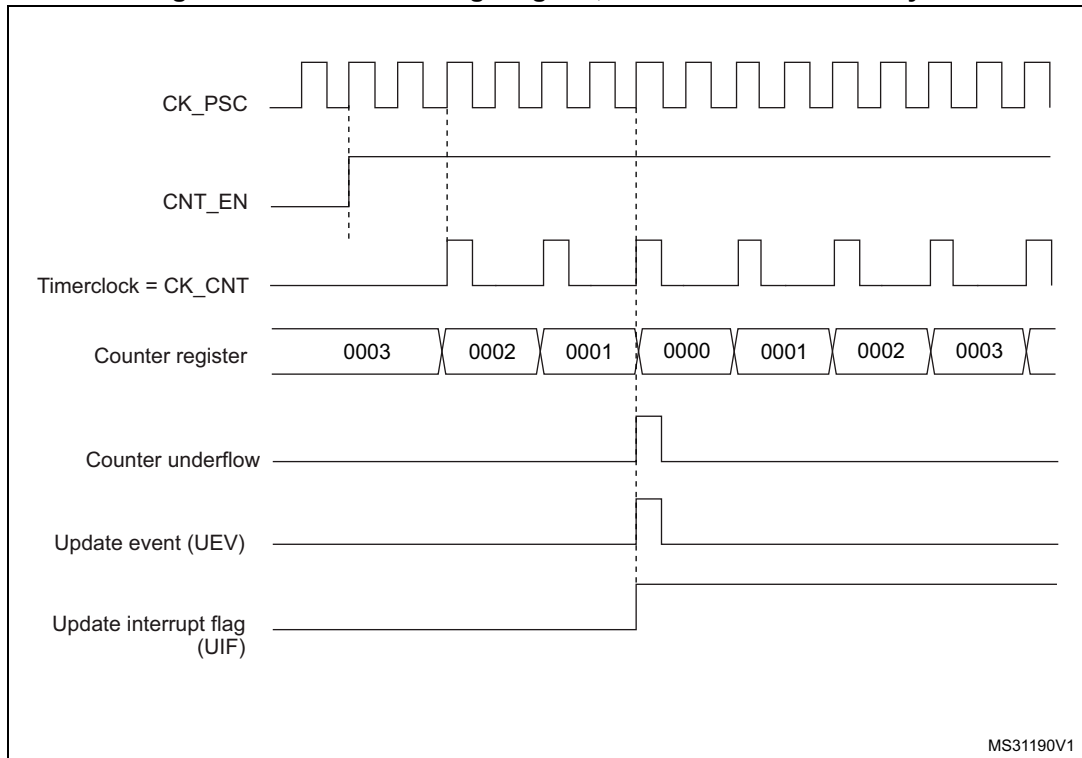 CK_PSC
CNT_EN
Timerclock = CK_CNT
Counter register
0003 0002 0001 0000 0001 0002 0003
Counter underflow
Update event (UEV)
Update interrupt flag
(UIF)
MS31190V1